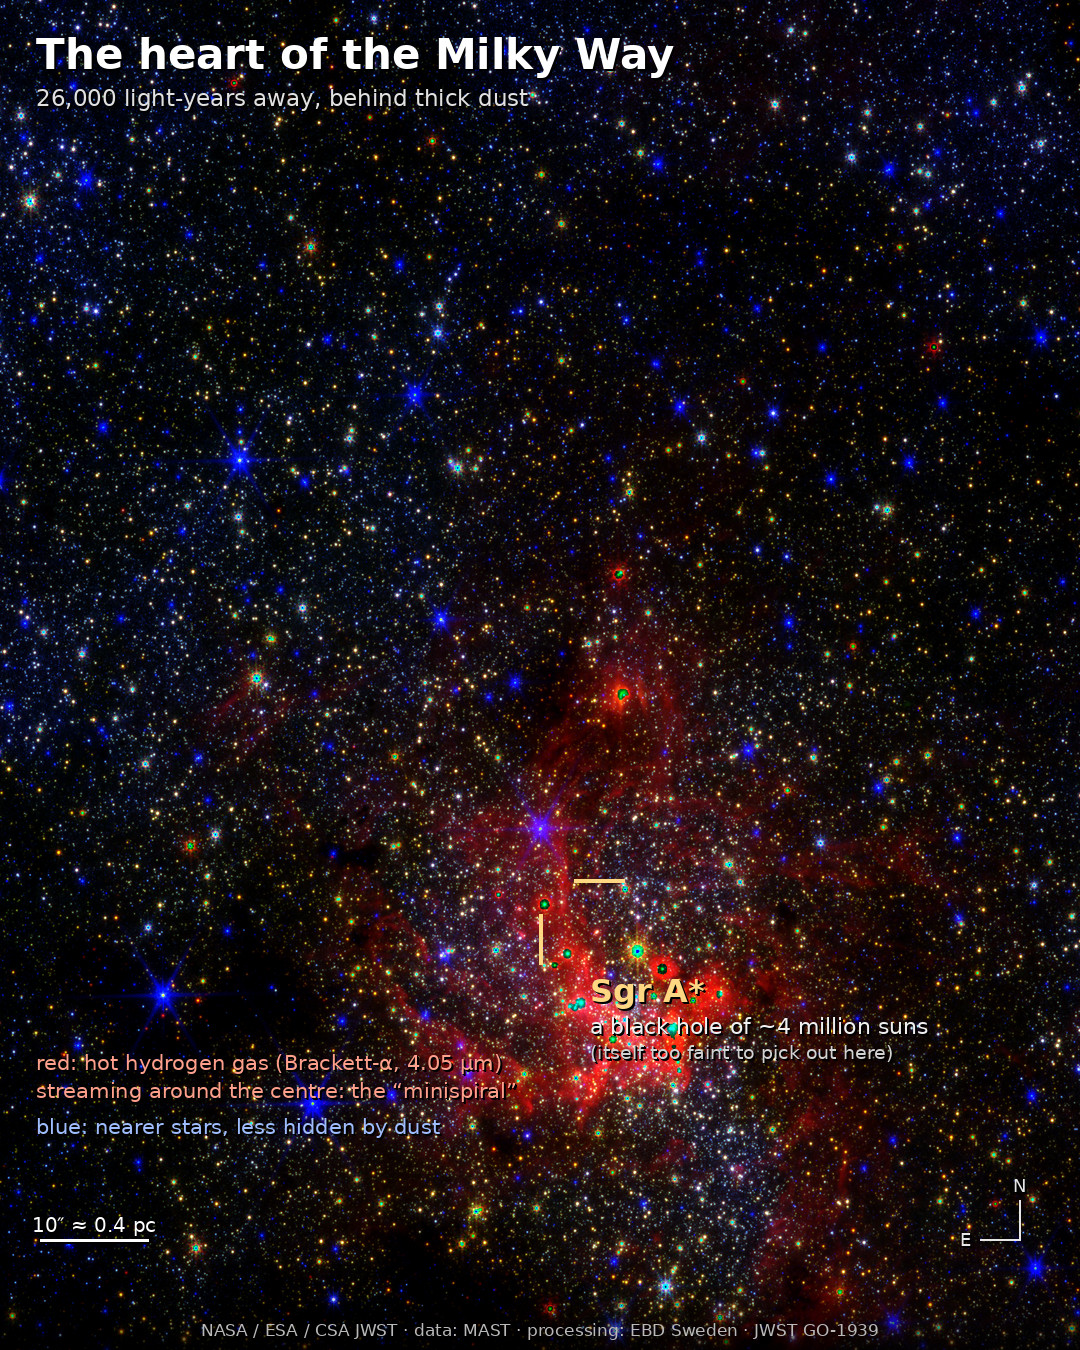 The heart of the Milky Way
26,000 light-years away, behind thick dust
Sgr A*
a black hole of ~4 million suns
(itself too faint to pick out here)
red: hot hydrogen gas (Brackett-α, 4.05 µm)
streaming around the centre: the “minispiral”
blue: nearer stars, less hidden by dust
10″ ≈ 0.4 pc
N
E
NASA / ESA / CSA JWST · data: MAST · processing: EBD Sweden · JWST GO-1939